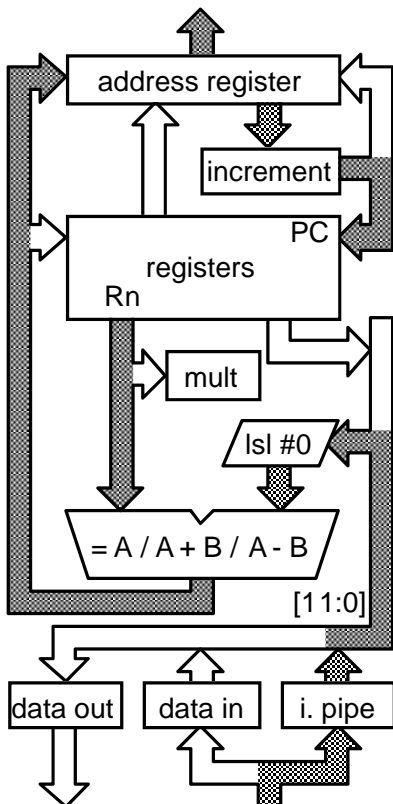 address register
increment
PC
registers
Rn
mult
lsl #0
= A / A + B / A - B
[11:0]
data out
data in
i. pipe